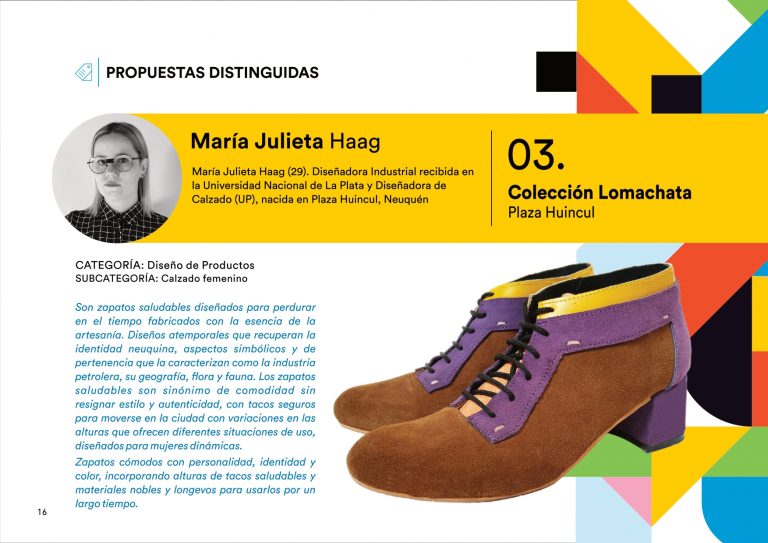 PROPUESTAS DISTINGUIDAS
María Julieta Haag
María Julieta Haag (29). Diseñadora Industrial recibida en
la Universidad Nacional de La Plata y Diseñadora de
Calzado (UP), nacida en Plaza Huincul, Neuquén
03.
Colección Lomachata
Plaza Huincul
CATEGORÍA: Diseño de Productos
SUBCATEGORÍA: Calzado femenino
Son zapatos saludables diseñados para perdurar
en el tiempo fabricados con la esencia de la
artesanía. Diseños atemporales que recuperan la
identidad neuquina, aspectos simbólicos y de
pertenencia que la caracterizan como la industria
petrolera, su geografía, flora y fauna. Los zapatos
saludables son sinónimo de comodidad sin
resignar estilo y autenticidad, con tacos seguros
para moverse en la ciudad con variaciones en las
alturas que ofrecen diferentes situaciones de uso,
diseñados para mujeres dinámicas.
Zapatos cómodos con personalidad, identidad y
color, incorporando alturas de tacos saludables y
materiales nobles y longevos para usarlos por un
largo tiempo.
16